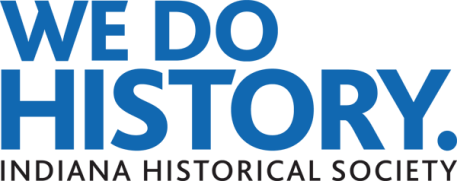 WE DO
HISTORY.
INDIANA HISTORICAL SOCIETY